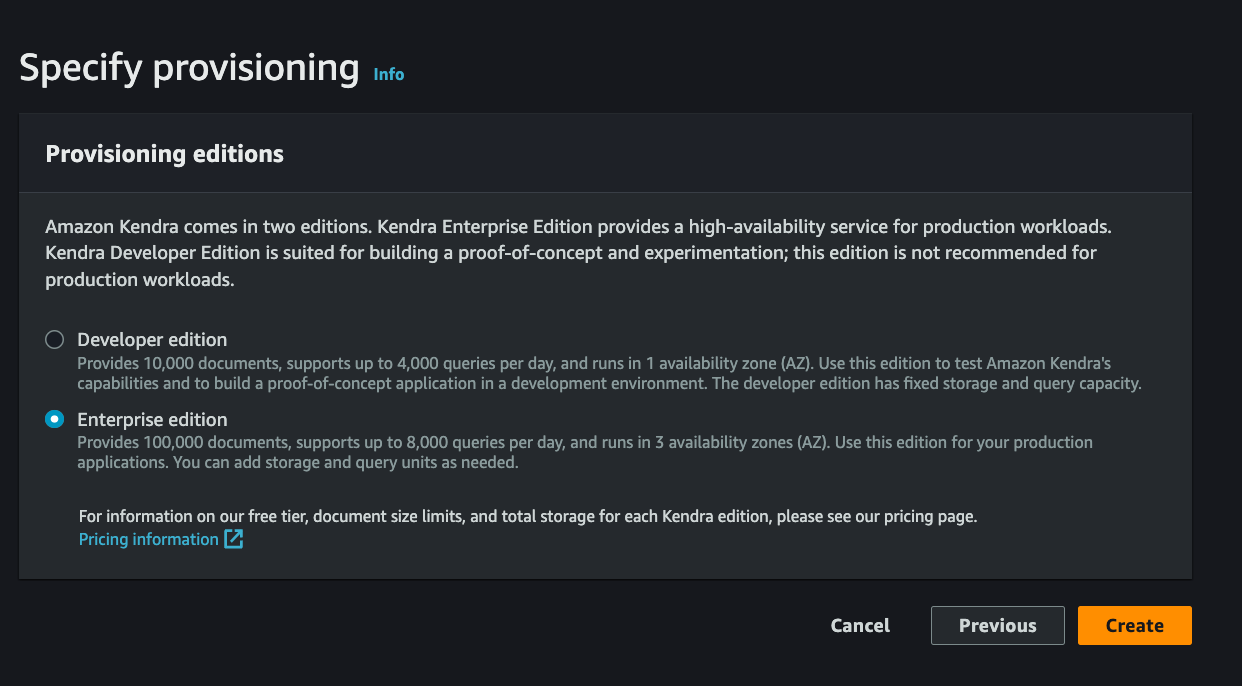 Specify provisioning Info
Provisioning editions
Amazon Kendra comes in two editions. Kendra Enterprise Edition provides a high-availability service for production workloads.
Kendra Developer Edition is suited for building a proof-of-concept and experimentation; this edition is not recommended for
production workloads.
Developer edition
Provides 10,000 documents, supports up to 4,000 queries per day, and runs in 1 availability zone (AZ). Use this edition to test Amazon Kendra's
capabilities and to build a proof-of-concept application in a development environment. The developer edition has fixed storage and query capacity.
Enterprise edition
Provides 100,000 documents, supports up to 8,000 queries per day, and runs in 3 availability zones (AZ). Use this edition for your production
applications. You can add storage and query units as needed.
For information on our free tier, document size limits, and total storage for each Kendra edition, please see our pricing page.
Pricing information
Cancel Previous Create